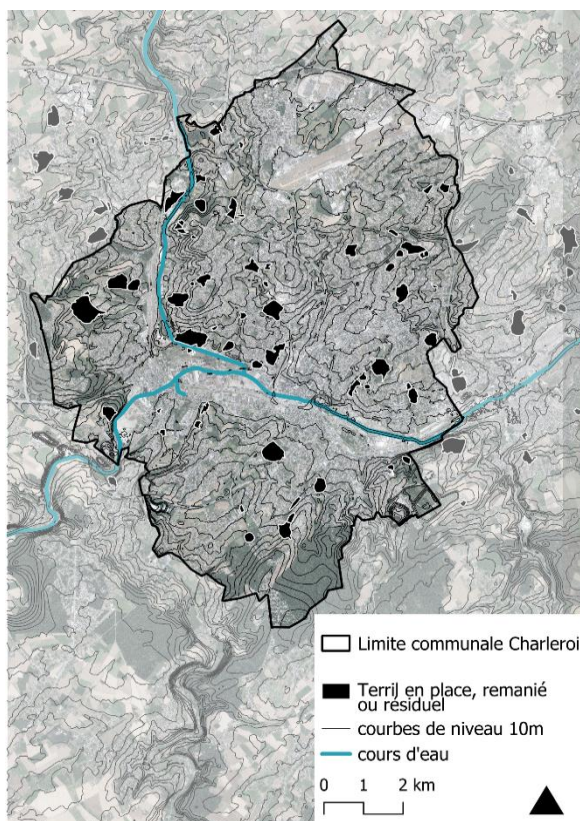 Limite communale Charleroi
Terril en place, remanié
ou résiduel
courbes de niveau 10m
cours d'eau
0 1 2 km